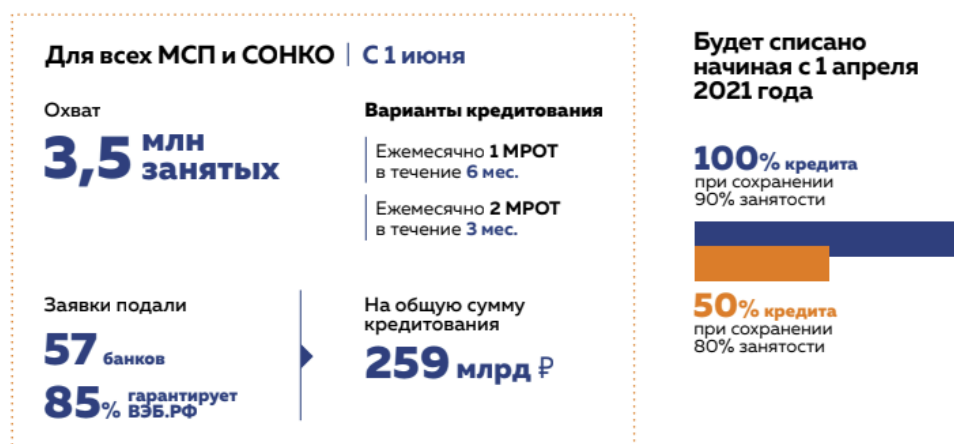 Для всех МСП и СОНКО | С 1 июня
Охват
3,5 млн занятых
Варианты кредитования
Ежемесячно 1 МРОТ
в течение 6 мес.
Ежемесячно 2 МРОТ
в течение 3 мес.
Заявки подали
57 банков
85% гарантирует ВЭБ.РФ
На общую сумму
кредитования
259 млрд ₽
Будет списано
начиная с 1 апреля
2021 года
100% кредита
при сохранении
90% занятости
50% кредита
при сохранении
80% занятости